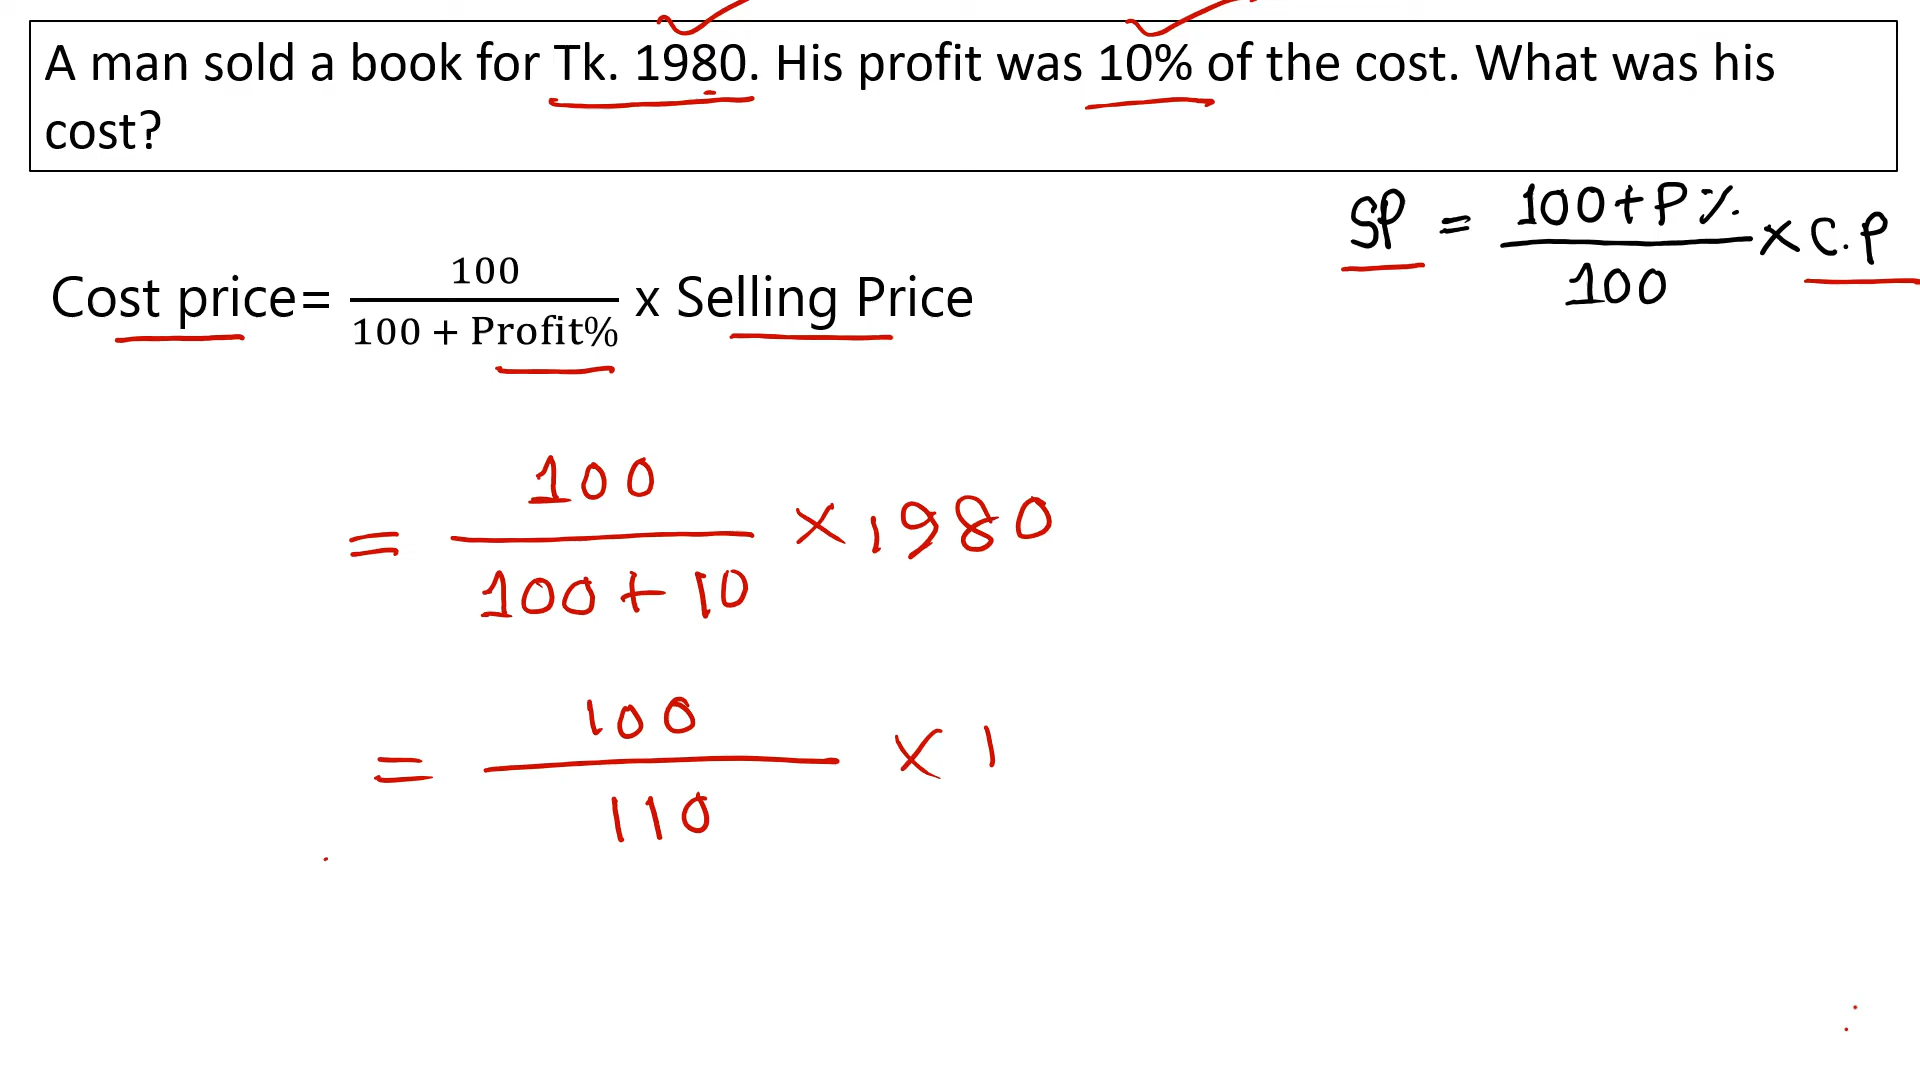 A man sold a book for Tk. 1980. His profit was 10% of the cost. What was his
cost?
SP = 100+P% / 100 × C.P
Cost price= 100 / 100 + Profit% x Selling Price
= 100 / 100 + 10 × 1980
= 100 / 110 × 1